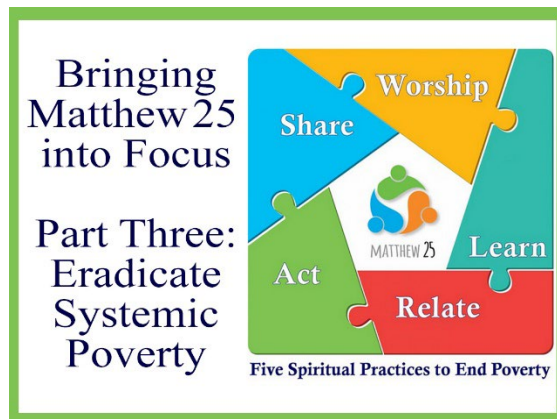 Bringing
Matthew 25
into Focus
Part Three:
Eradicate
Systemic
Poverty
Worship
Share
MATTHEW 25
Learn
Act
Relate
Five Spiritual Practices to End Poverty